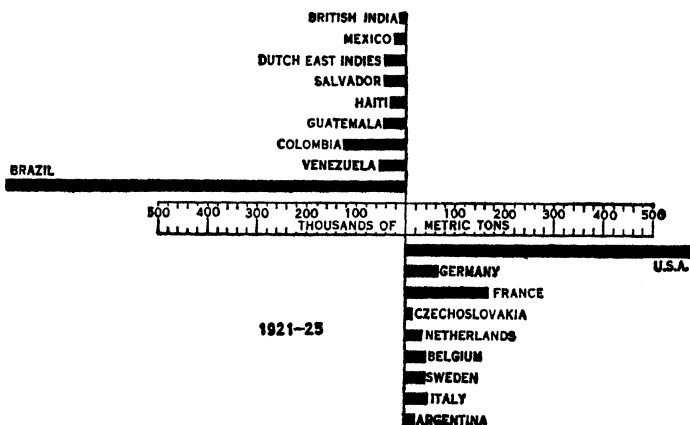 BRITISH INDIA
MEXICO
DUTCH EAST INDIES
SALVADOR
HAITI
GUATEMALA
COLOMBIA
VENEZUELA
BRAZIL
500 400 300 200 100 100 200 300 400 500
THOUSANDS OF METRIC TONS
U.S.A.
GERMANY
FRANCE
CZECHOSLOVAKIA
1921-25
NETHERLANDS
BELGIUM
SWEDEN
ITALY
ARGENTINA